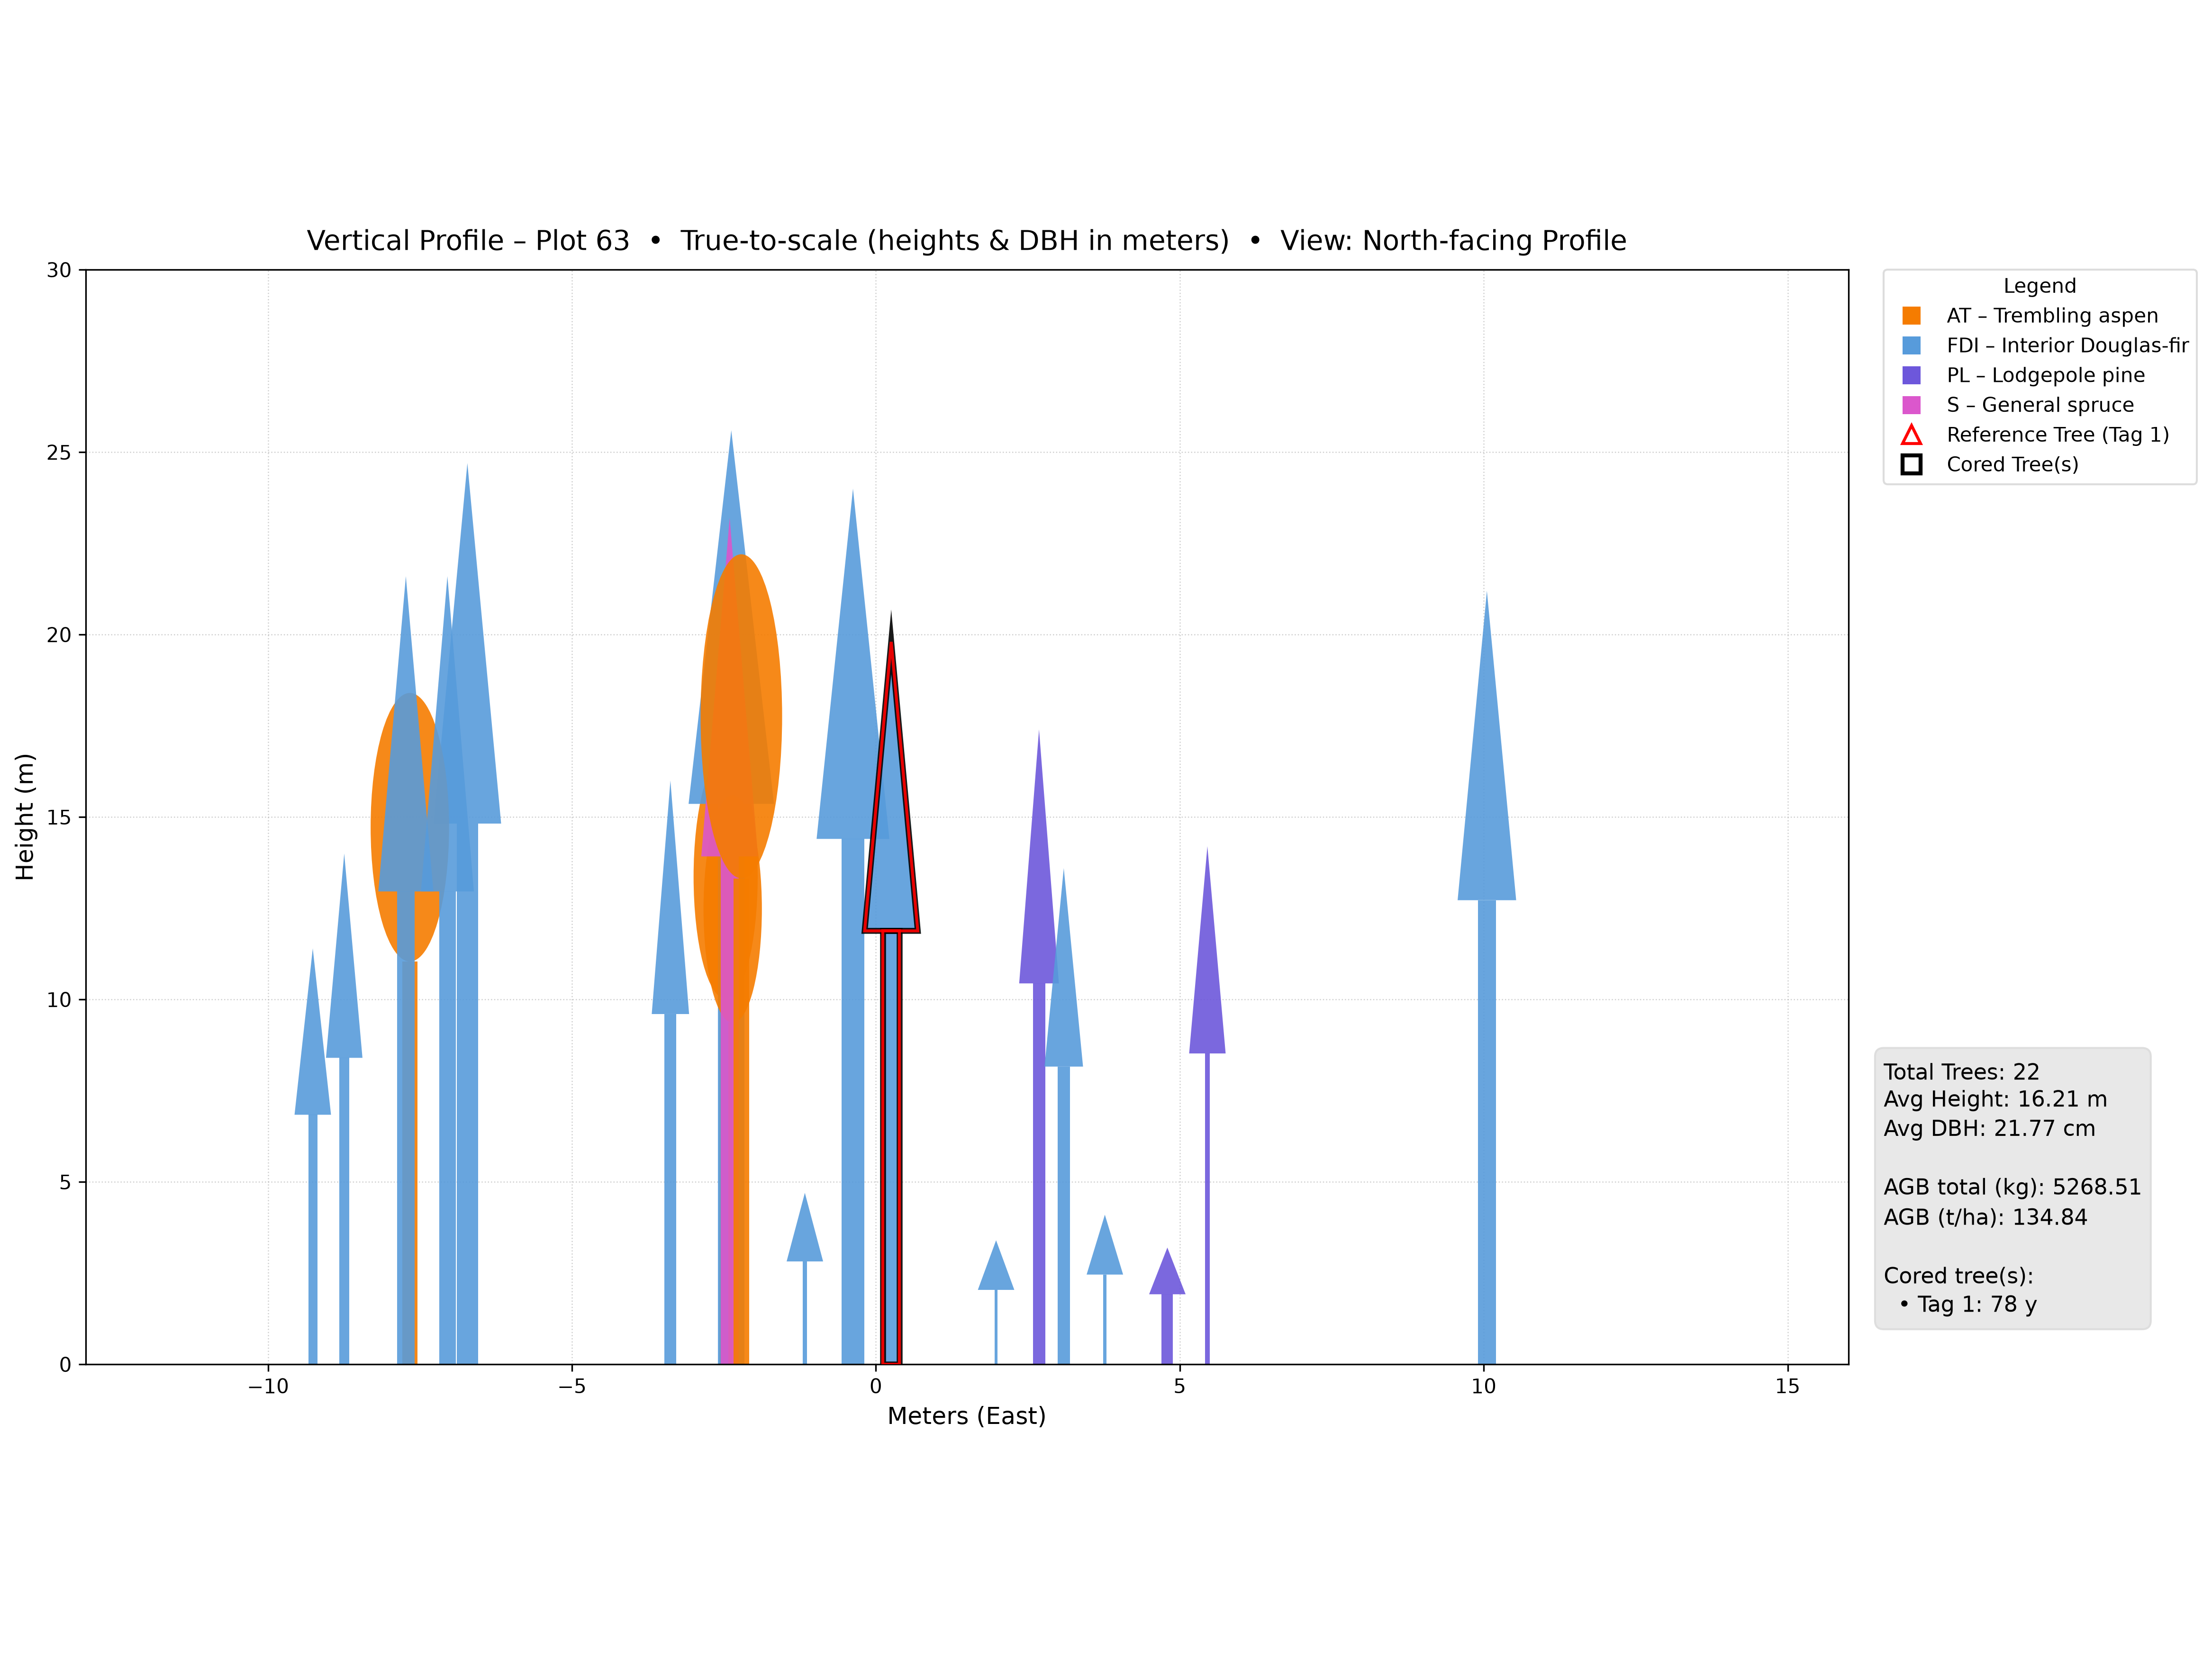 Vertical Profile – Plot 63 • True-to-scale (heights & DBH in meters) • View: North-facing Profile
Height (m)
30
25
20
15
10
5
0
−10
−5
0
5
10
15
Meters (East)
Legend
AT – Trembling aspen
FDI – Interior Douglas-fir
PL – Lodgepole pine
S – General spruce
Reference Tree (Tag 1)
Cored Tree(s)
Total Trees: 22
Avg Height: 16.21 m
Avg DBH: 21.77 cm
AGB total (kg): 5268.51
AGB (t/ha): 134.84
Cored tree(s):
• Tag 1: 78 y